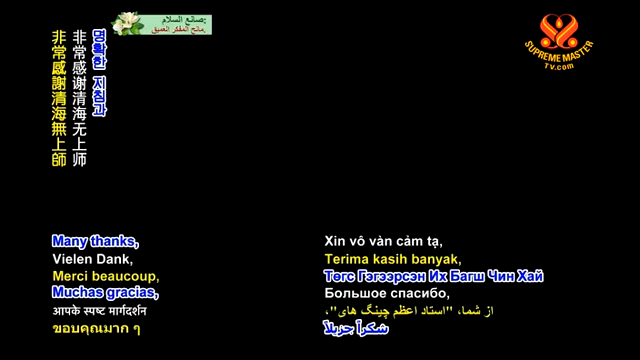 صانع السلام:
مانح المفكر العميق,
SUPREME MASTER
Tv.com
명확한 지침과
非常感谢清海无上师
非常感謝清海無上師
Many thanks,
Vielen Dank,
Merci beaucoup,
Muchas gracias,
आपके स्पष्ट मार्गदर्शन
ขอบคุณมาก ๆ
Xin vô vàn cảm tạ,
Terima kasih banyak,
Төгс Гэгээрсэн Их Багш Чин Хай
Большое спасибо,
از شما، "استاد اعظم چینگ های"،
شكراً جزيلاً